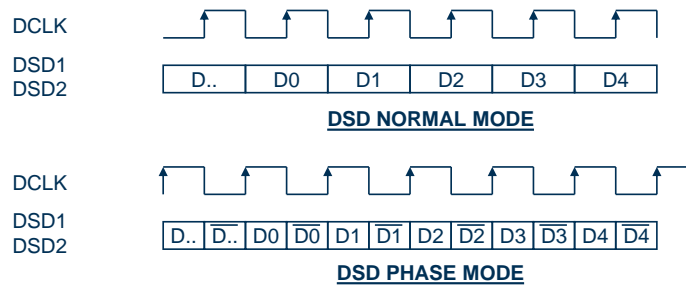 DCLK
DSD1
DSD2
D.. D0 D1 D2 D3 D4
DSD NORMAL MODE
DCLK
DSD1
DSD2
D.. D̅.̅.̅ D0 D̅0̅ D1 D̅1̅ D2 D̅2̅ D3 D̅3̅ D4 D̅4̅
DSD PHASE MODE